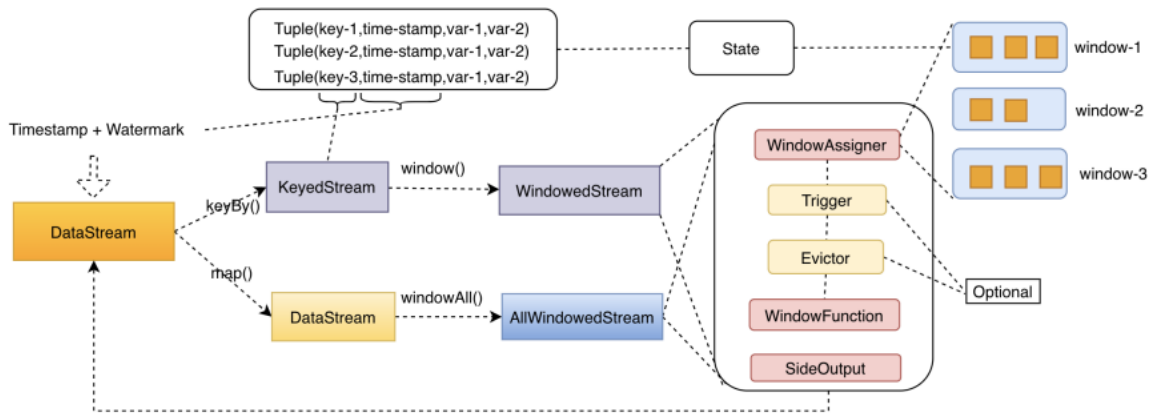 Tuple(key-1,time-stamp,var-1,var-2)
Tuple(key-2,time-stamp,var-1,var-2)
Tuple(key-3,time-stamp,var-1,var-2)
State
window-1
window-2
window-3
Timestamp + Watermark
DataStream
keyBy()
map()
KeyedStream
window()
WindowedStream
DataStream
windowAll()
AllWindowedStream
WindowAssigner
Trigger
Evictor
WindowFunction
SideOutput
Optional